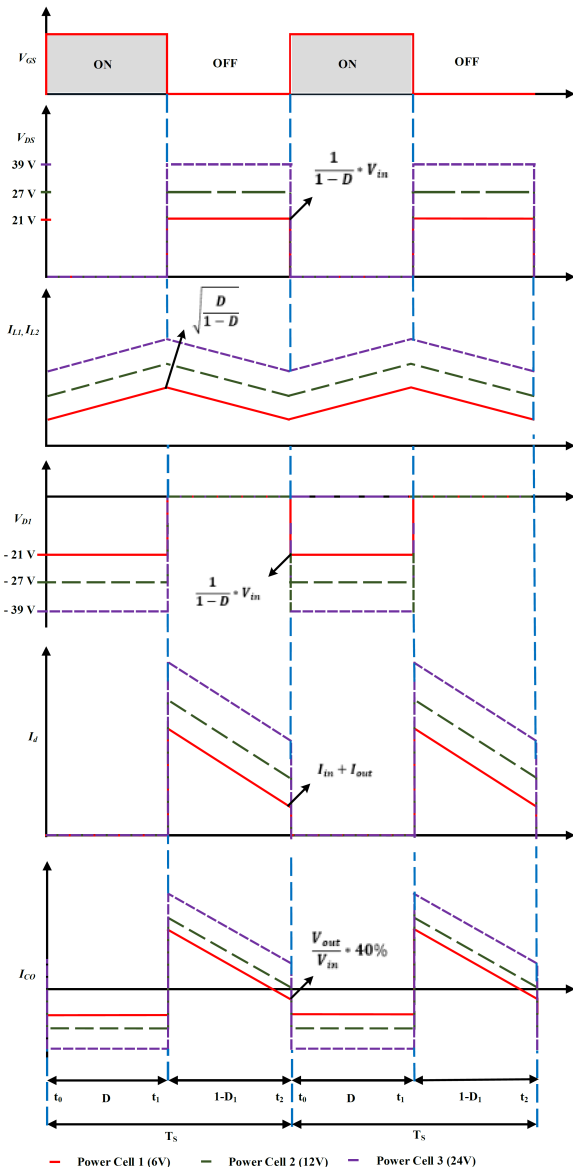 V_GS
ON OFF ON OFF
V_DS
39 V
27 V
21 V
1/(1-D) * V_in
I_L1, I_L2
√(D/(1-D))
V_D1
- 21 V
- 27 V
- 39 V
1/(1-D) * V_in
I_d
I_in + I_out
I_CO
V_out/V_in * 40%
t_0 D t_1 1-D_1 t_2 t_0 D t_1 1-D_1 t_2
T_S T_S
Power Cell 1 (6V) Power Cell 2 (12V) Power Cell 3 (24V)